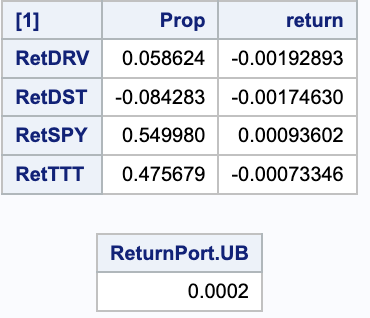 [1] Prop return
RetDRV 0.058624 -0.00192893
RetDST -0.084283 -0.00174630
RetSPY 0.549980 0.00093602
RetTTT 0.475679 -0.00073346
ReturnPort.UB
0.0002